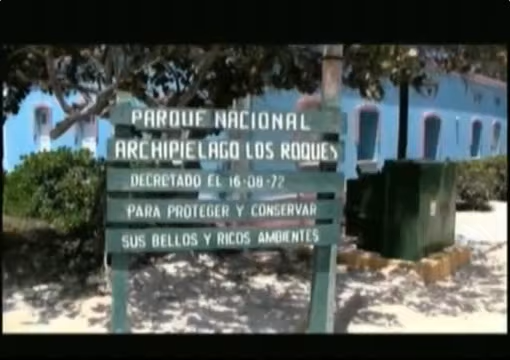 PARQUE NACIONAL
ARCHIPIELAGO LOS ROQUES
DECRETADO EL 16-08-72
PARA PROTEGER Y CONSERVAR
SUS BELLOS Y RICOS AMBIENTES